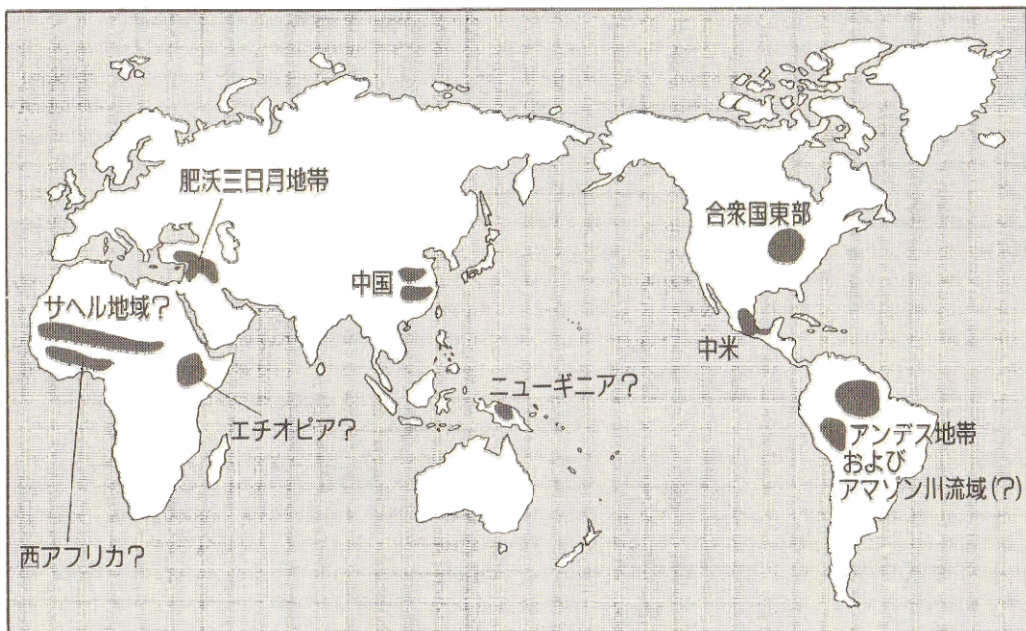 肥沃三日月地帯
合衆国東部
中国
サヘル地域?
中米
ニューギニア?
エチオピア?
アンデス地帯
および
アマゾン川流域(?)
西アフリカ?